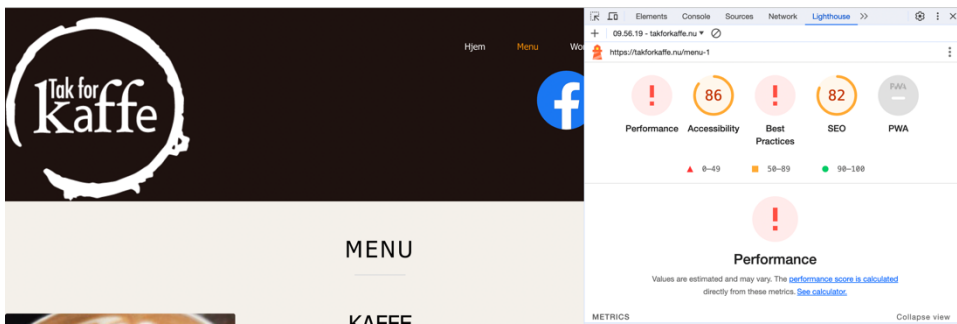 Tak for
Kaffe
Hjem
Menu
MENU
KAFFE
Elements
Console
Sources
Network
Lighthouse
09.56.19 - takforkaffe.nu
https://takforkaffe.nu/menu-1
86
82
PWA
Performance
Accessibility
Best
Practices
SEO
PWA
0–49
50–89
90–100
Performance
Values are estimated and may vary. The performance score is calculated
directly from these metrics. See calculator.
METRICS
Collapse view